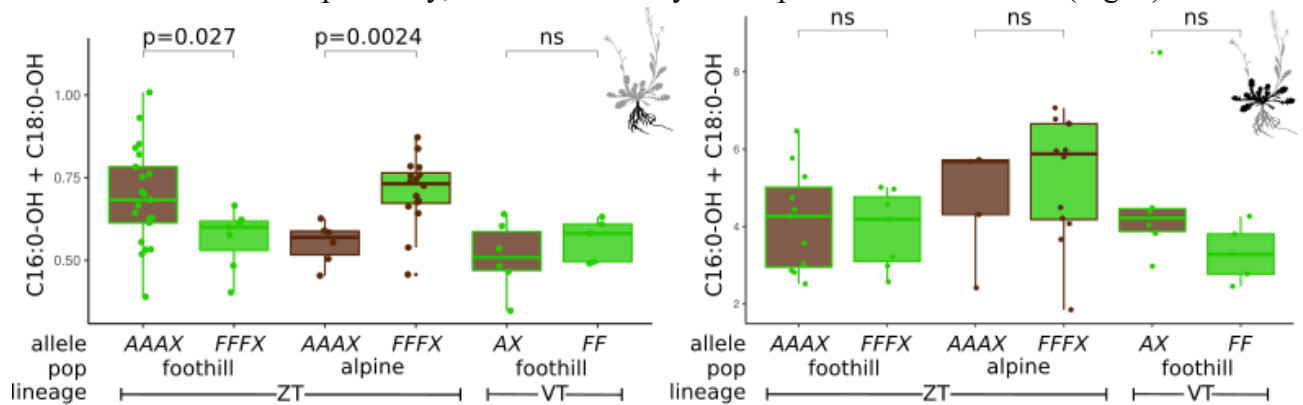 p=0.027 p=0.0024 ns
C16:0-OH + C18:0-OH
1.00
0.75
0.50
allele AAAX FFFX AAAX FFFX AX FF
pop foothill alpine foothill
lineage ZT VT
ns ns ns
C16:0-OH + C18:0-OH
8
6
4
2
allele AAAX FFFX AAAX FFFX AX FF
pop foothill alpine foothill
lineage ZT VT